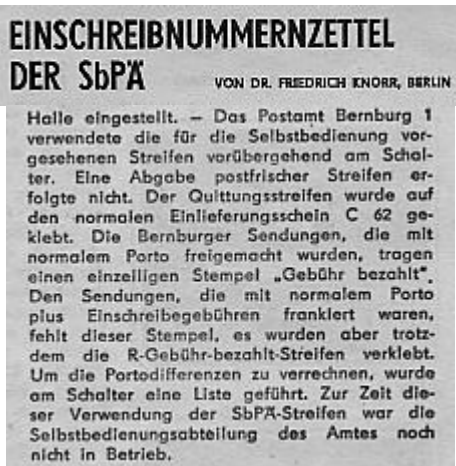 EINSCHREIBNUMMERNZETTEL
DER SbPÄ VON DR. FRIEDRICH KNORR, BERLIN
Halle eingestellt. — Das Postamt Bernburg 1
verwendete die für die Selbstbedienung vor-
gesehenen Streifen vorübergehend am Schal-
ter. Eine Abgabe postfrischer Streifen er-
folgte nicht. Der Quittungsstreifen wurde auf
den normalen Einlieferungsschein C 62 ge-
klebt. Die Bernburger Sendungen, die mit
normalem Porto freigemacht wurden, tragen
einen einzeiligen Stempel „Gebühr bezahlt".
Den Sendungen, die mit normalem Porto
plus Einschreibegebühren frankiert waren,
fehlt dieser Stempel, es wurden aber trotz-
dem die R-Gebühr-bezahlt-Streifen verklebt.
Um die Portodifferenzen zu verrechnen, wurde
am Schalter eine Liste geführt. Zur Zeit die-
ser Verwendung der SbPÄ-Streifen war die
Selbstbedienungsabteilung des Amtes noch
nicht in Betrieb.